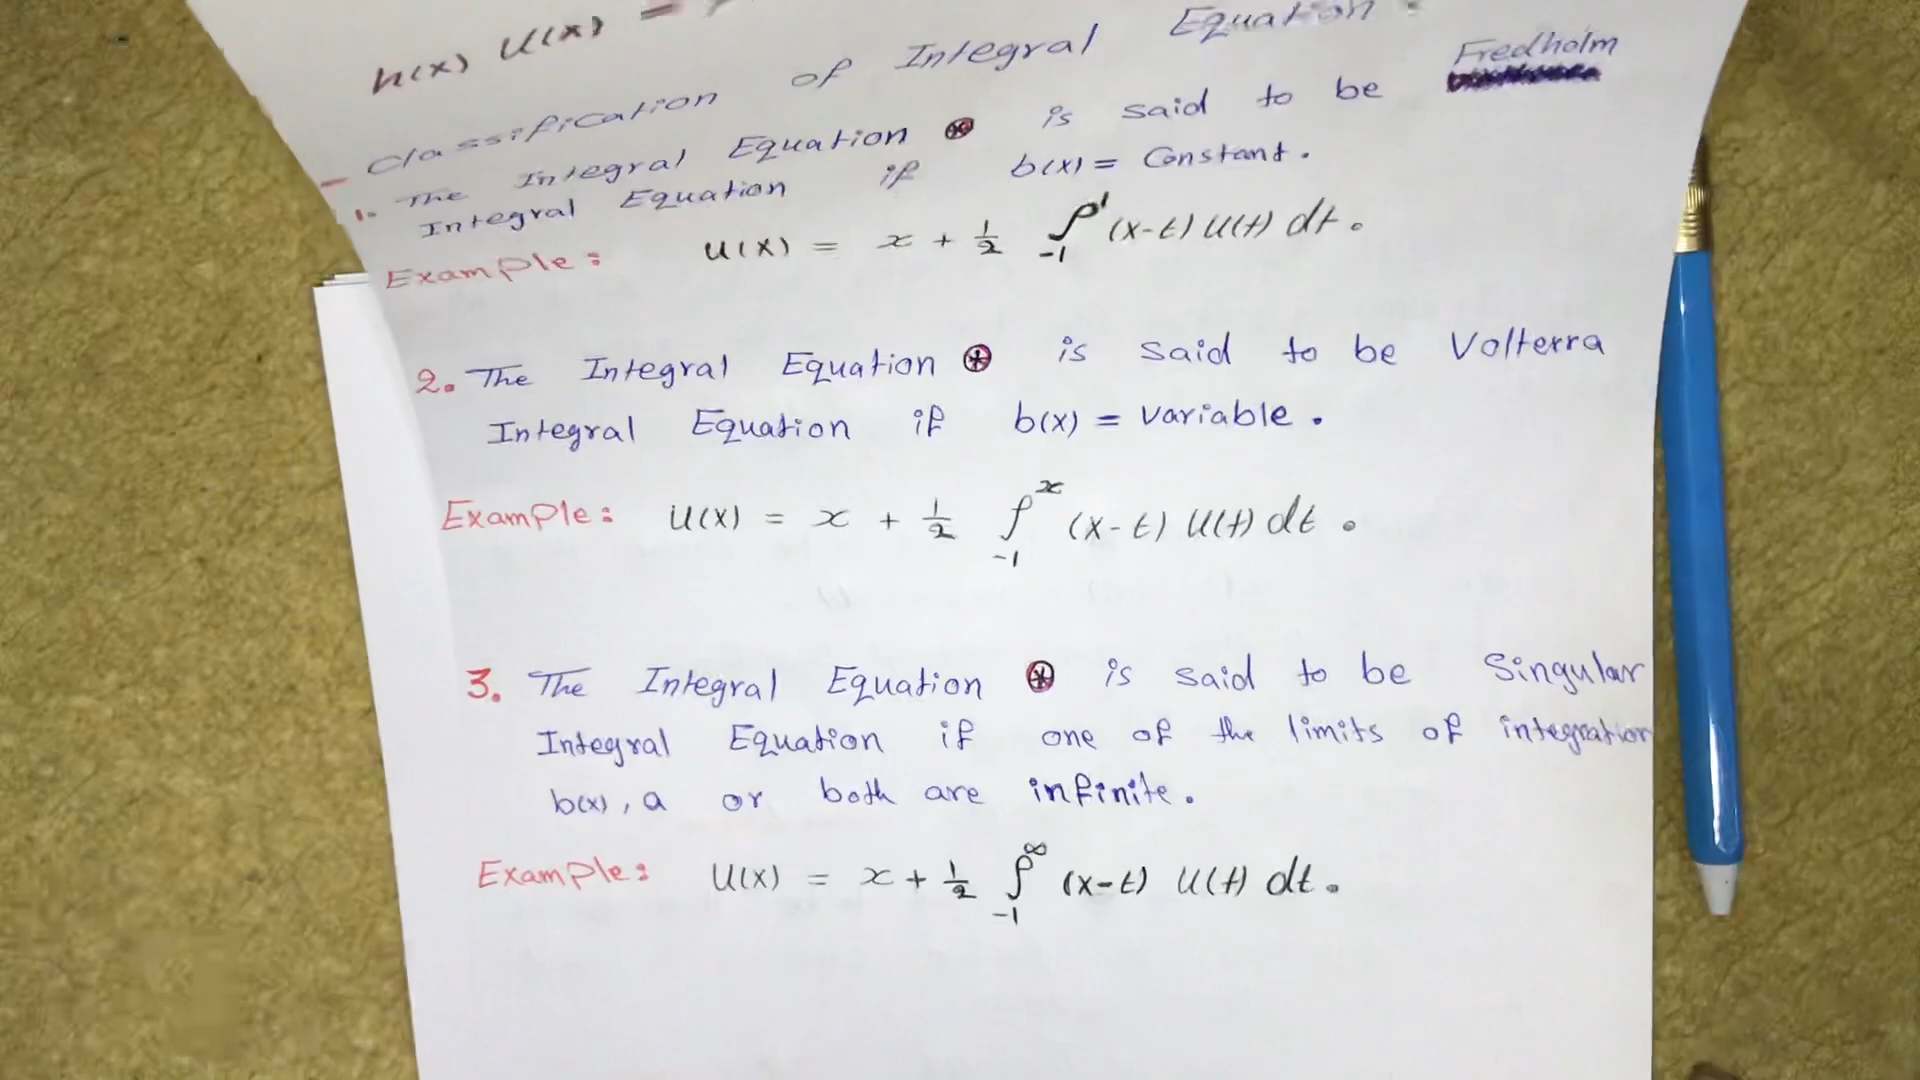 h(x) u(x) =
Classification of Integral Equation :
1. The Integral Equation ⊛ is said to be Fredholm
Integral Equation if b(x) = Constant.
Example: u(x) = x + 1/2 ∫_{-1}^{1} (x-t) u(t) dt.
2. The Integral Equation ⊛ is said to be Volterra
Integral Equation if b(x) = variable.
Example: u(x) = x + 1/2 ∫_{-1}^{x} (x-t) u(t) dt.
3. The Integral Equation ⊛ is said to be Singular
Integral Equation if one of the limits of integration
b(x), a or both are infinite.
Example: u(x) = x + 1/2 ∫_{-1}^{∞} (x-t) u(t) dt.